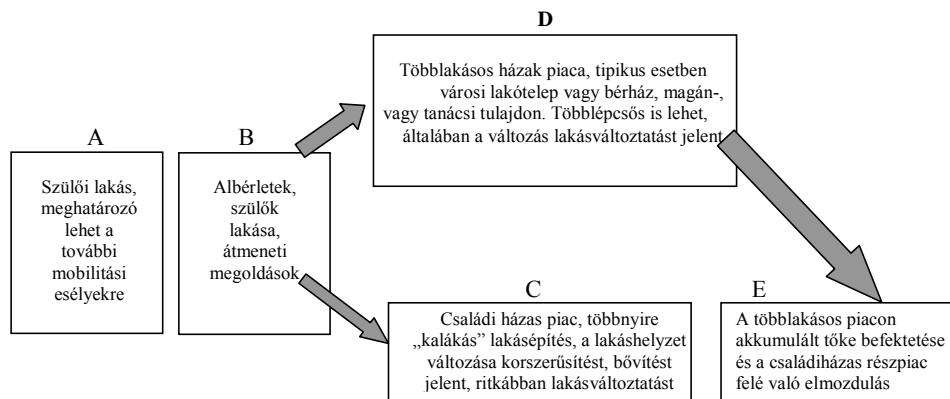 D
Többlakásos házak piaca, tipikus esetben
városi lakótelep vagy bérház, magán-,
vagy tanácsi tulajdon. Többlépcsős is lehet,
általában a változás lakásváltoztatást jelent
A
Szülői lakás,
meghatározó
lehet a
további
mobilitási
esélyekre
B
Albérletek,
szülők
lakása,
átmeneti
megoldások
C
Családi házas piac, többnyire
„kalákás” lakásépítés, a lakáshelyzet
változása korszerűsítést, bővítést
jelent, ritkábban lakásváltoztatást
E
A többlakásos piacon
akkumulált tőke befektetése
és a családiházas részpiac
felé való elmozdulás